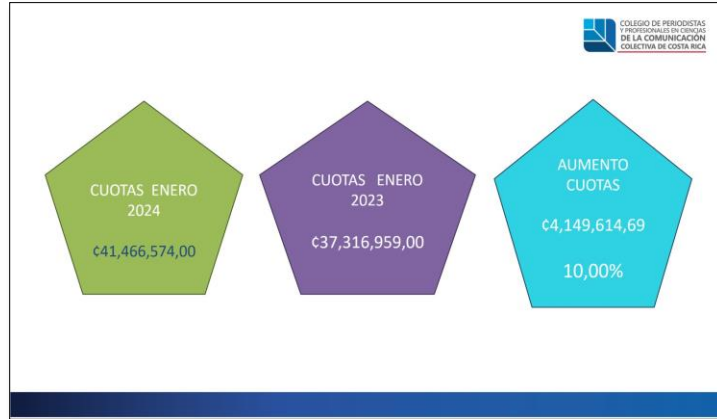 COLEGIO DE PERIODISTAS
Y PROFESIONALES EN CIENCIAS
DE LA COMUNICACIÓN
COLECTIVA DE COSTA RICA
CUOTAS ENERO
2024
¢41,466,574,00
CUOTAS ENERO
2023
¢37,316,959,00
AUMENTO
CUOTAS
¢4,149,614,69
10,00%